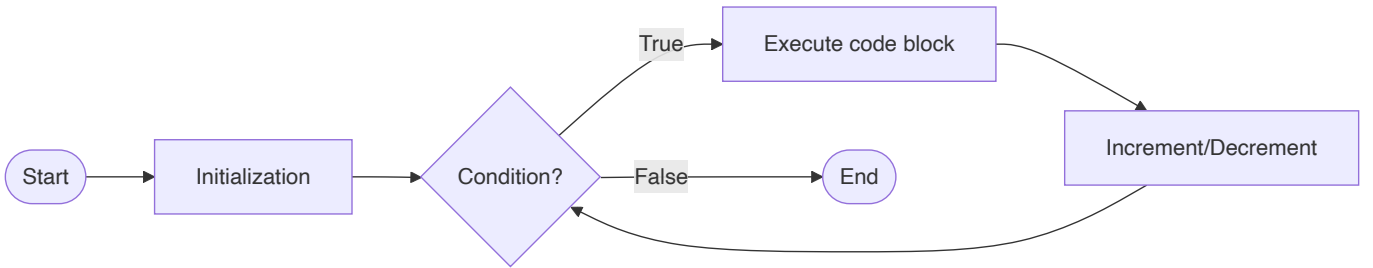 Start
Initialization
Condition?
True
Execute code block
Increment/Decrement
False
End